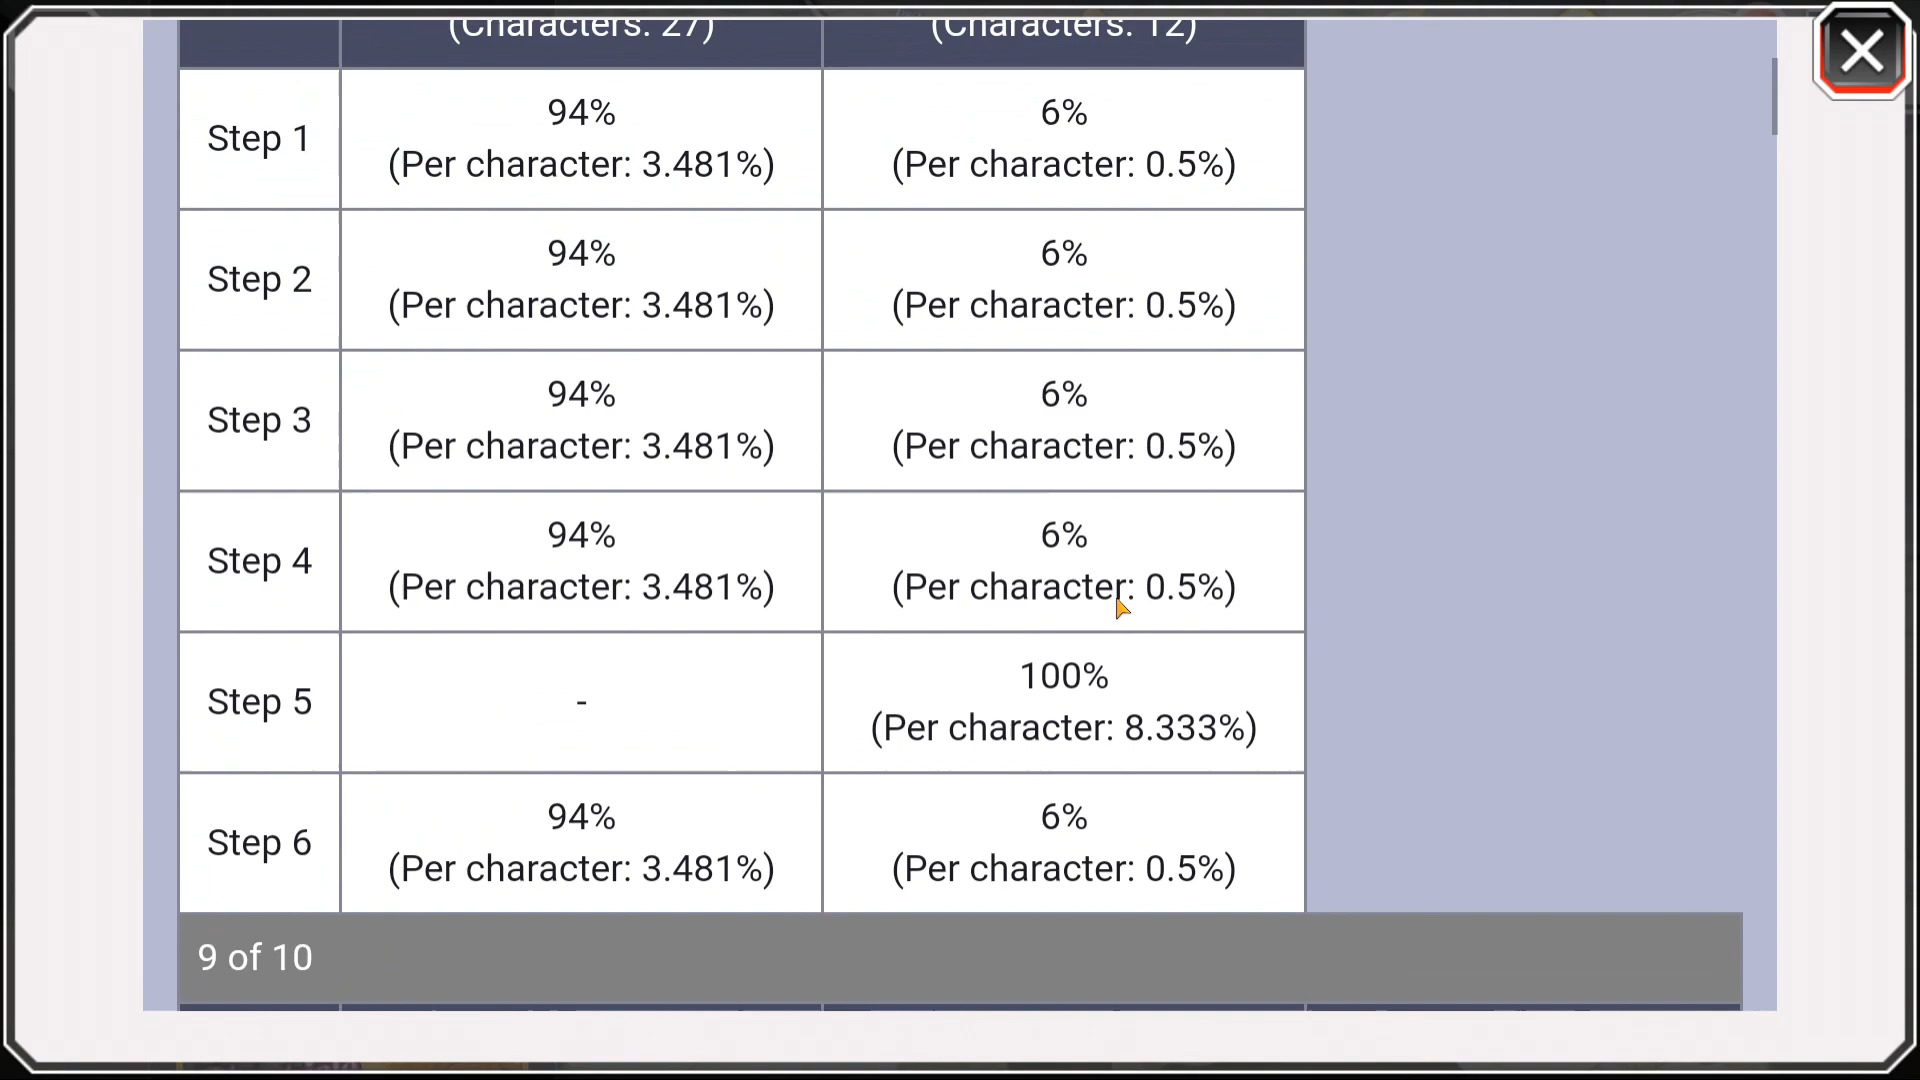 (Characters: 27) (Characters: 12)
94% 6%
Step 1
(Per character: 3.481%) (Per character: 0.5%)
94% 6%
Step 2
(Per character: 3.481%) (Per character: 0.5%)
94% 6%
Step 3
(Per character: 3.481%) (Per character: 0.5%)
94% 6%
Step 4
(Per character: 3.481%) (Per character: 0.5%)
100%
Step 5 -
(Per character: 8.333%)
94% 6%
Step 6
(Per character: 3.481%) (Per character: 0.5%)
9 of 10